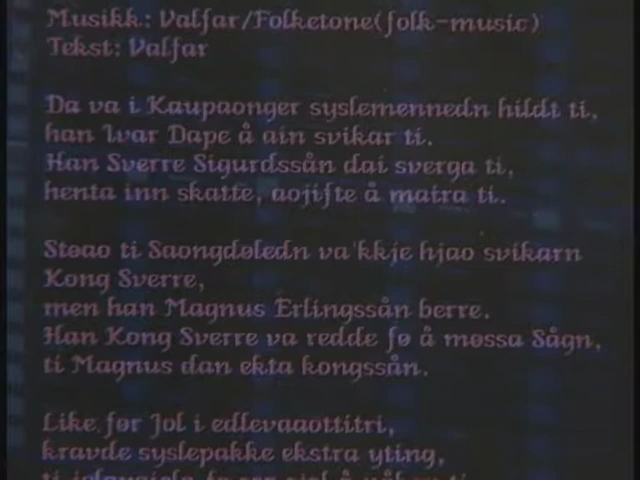 Musikk: Valfar/Folketone(folk-music)
Tekst: Valfar
Da va i Kaupaonger syslemennedn hildt ti,
han Ivar Dape å ain svikar ti.
Han Sverre Sigurdssån dai sverga ti,
henta inn skatte, aojifte å matra ti.
Støao ti Saongdøledn va'kkje hjao svikarn
Kong Sverre,
men han Magnus Erlingssån berre.
Han Kong Sverre va redde fø å møssa Sågn,
ti Magnus dan ekta kongssån.
Like før Jol i edlevaaottitri,
kravde syslepakke ekstra yting,